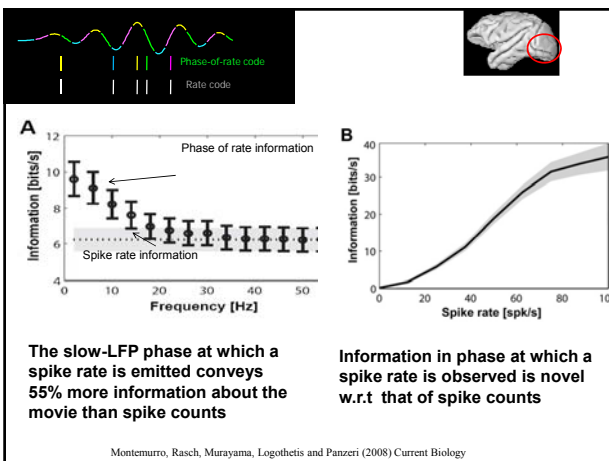 Phase-of-rate code
Rate code
A
Information [bits/s]
12
10
8
6
4
Phase of rate information
Spike rate information
0 10 20 30 40 50
Frequency [Hz]
B
Information [bits/s]
40
30
20
10
0
0 20 40 60 80 10
Spike rate [spk/s]
The slow-LFP phase at which a
spike rate is emitted conveys
55% more information about the
movie than spike counts
Information in phase at which a
spike rate is observed is novel
w.r.t that of spike counts
Montemurro, Rasch, Murayama, Logothetis and Panzeri (2008) Current Biology